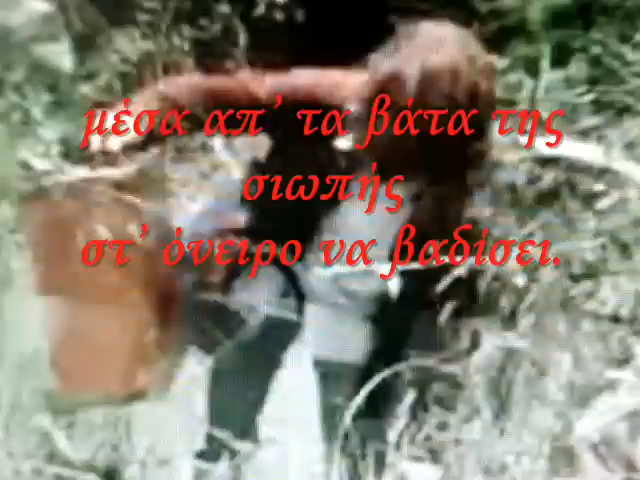 μέσα απ' τα βάτα της
σιωπής
στ' όνειρο να βαδίσει.